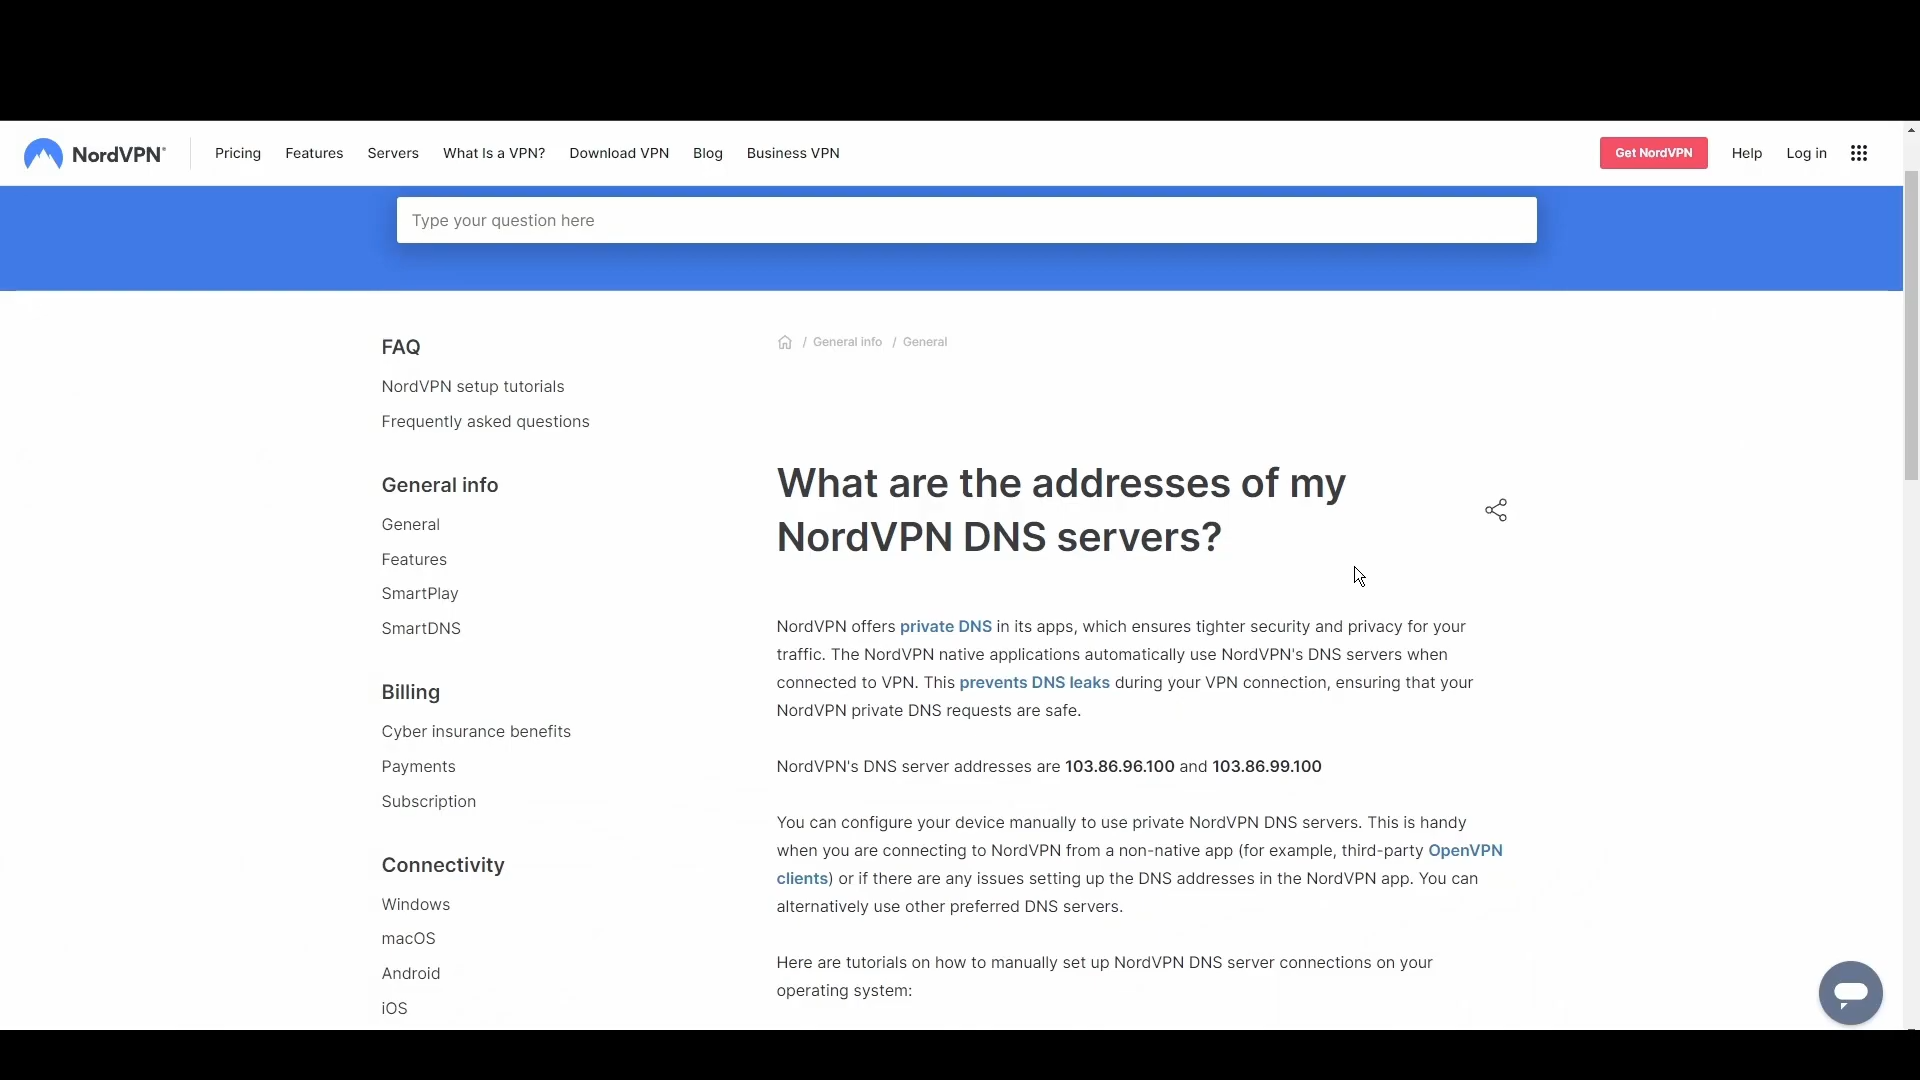 NordVPN®
Pricing
Features
Servers
What Is a VPN?
Download VPN
Blog
Business VPN
Get NordVPN
Help
Log in
Type your question here
FAQ
NordVPN setup tutorials
Frequently asked questions
General info
General
Features
SmartPlay
SmartDNS
Billing
Cyber insurance benefits
Payments
Subscription
Connectivity
Windows
macOS
Android
iOS
/ General info / General
What are the addresses of my
NordVPN DNS servers?
NordVPN offers private DNS in its apps, which ensures tighter security and privacy for your
traffic. The NordVPN native applications automatically use NordVPN's DNS servers when
connected to VPN. This prevents DNS leaks during your VPN connection, ensuring that your
NordVPN private DNS requests are safe.
NordVPN's DNS server addresses are 103.86.96.100 and 103.86.99.100
You can configure your device manually to use private NordVPN DNS servers. This is handy
when you are connecting to NordVPN from a non-native app (for example, third-party OpenVPN
clients) or if there are any issues setting up the DNS addresses in the NordVPN app. You can
alternatively use other preferred DNS servers.
Here are tutorials on how to manually set up NordVPN DNS server connections on your
operating system: